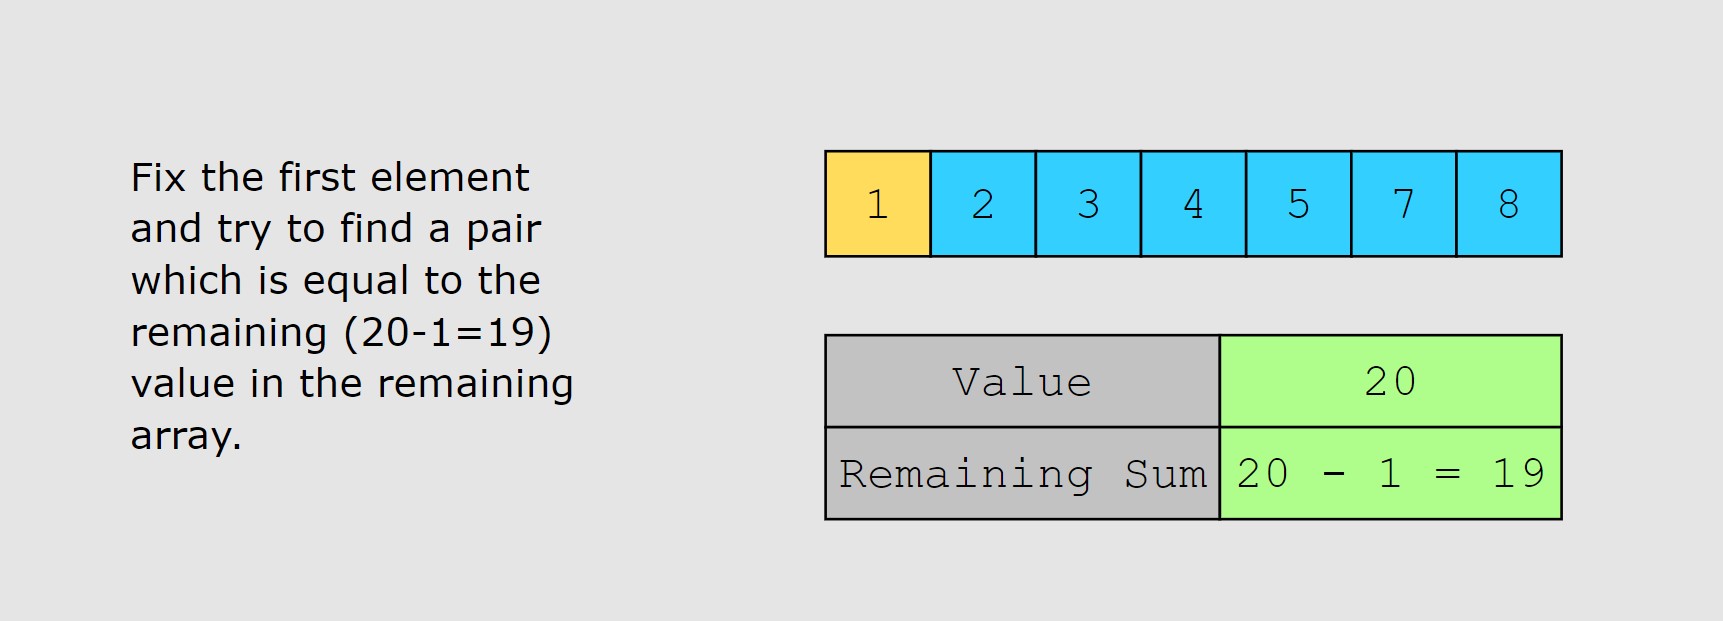 Fix the first element
and try to find a pair
which is equal to the
remaining (20-1=19)
value in the remaining
array.
1 2 3 4 5 7 8
Value 20
Remaining Sum 20 - 1 = 19